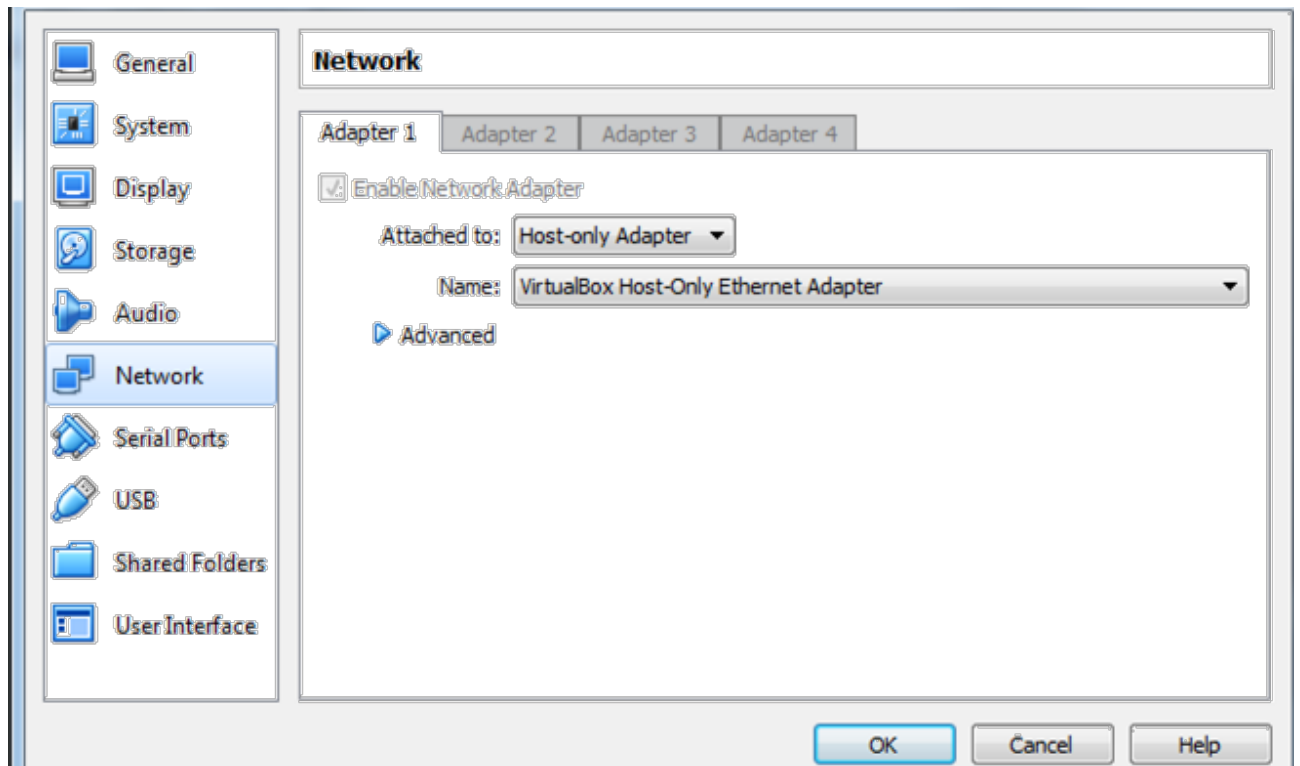 General
System
Display
Storage
Audio
Network
Serial Ports
USB
Shared Folders
User Interface
Network
Adapter 1 Adapter 2 Adapter 3 Adapter 4
Enable Network Adapter
Attached to: Host-only Adapter
Name: VirtualBox Host-Only Ethernet Adapter
Advanced
OK Cancel Help